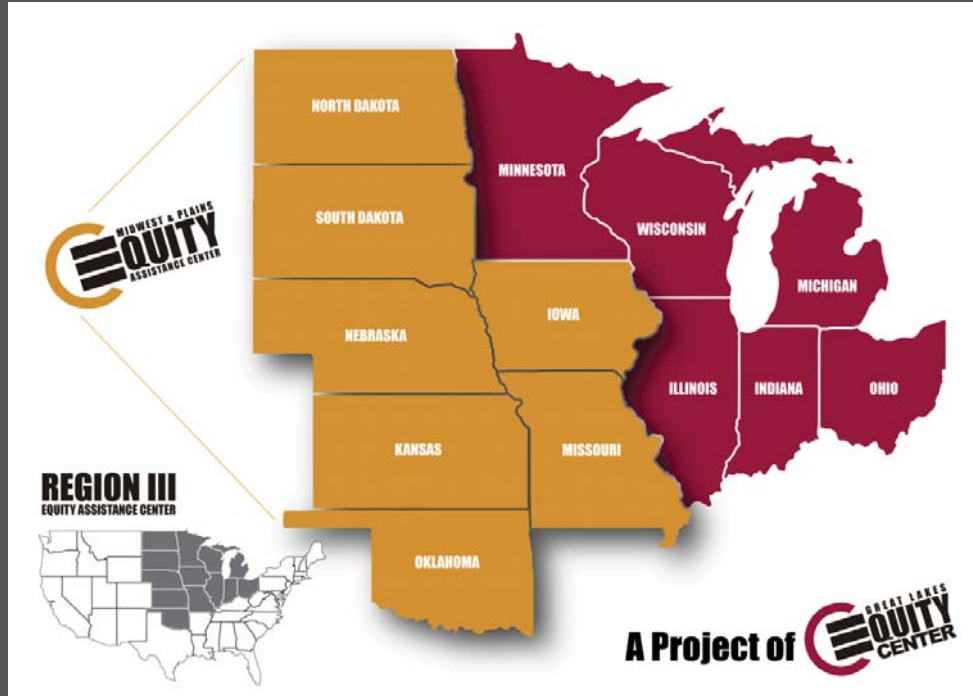 NORTH DAKOTA
MINNESOTA
SOUTH DAKOTA
WISCONSIN
MICHIGAN
MIDWEST & PLAINS
EQUITY
ASSISTANCE CENTER
IOWA
NEBRASKA
ILLINOIS
INDIANA
OHIO
KANSAS
MISSOURI
REGION III
EQUITY ASSISTANCE CENTER
OKLAHOMA
A Project of
GREAT LAKES
EQUITY
CENTER